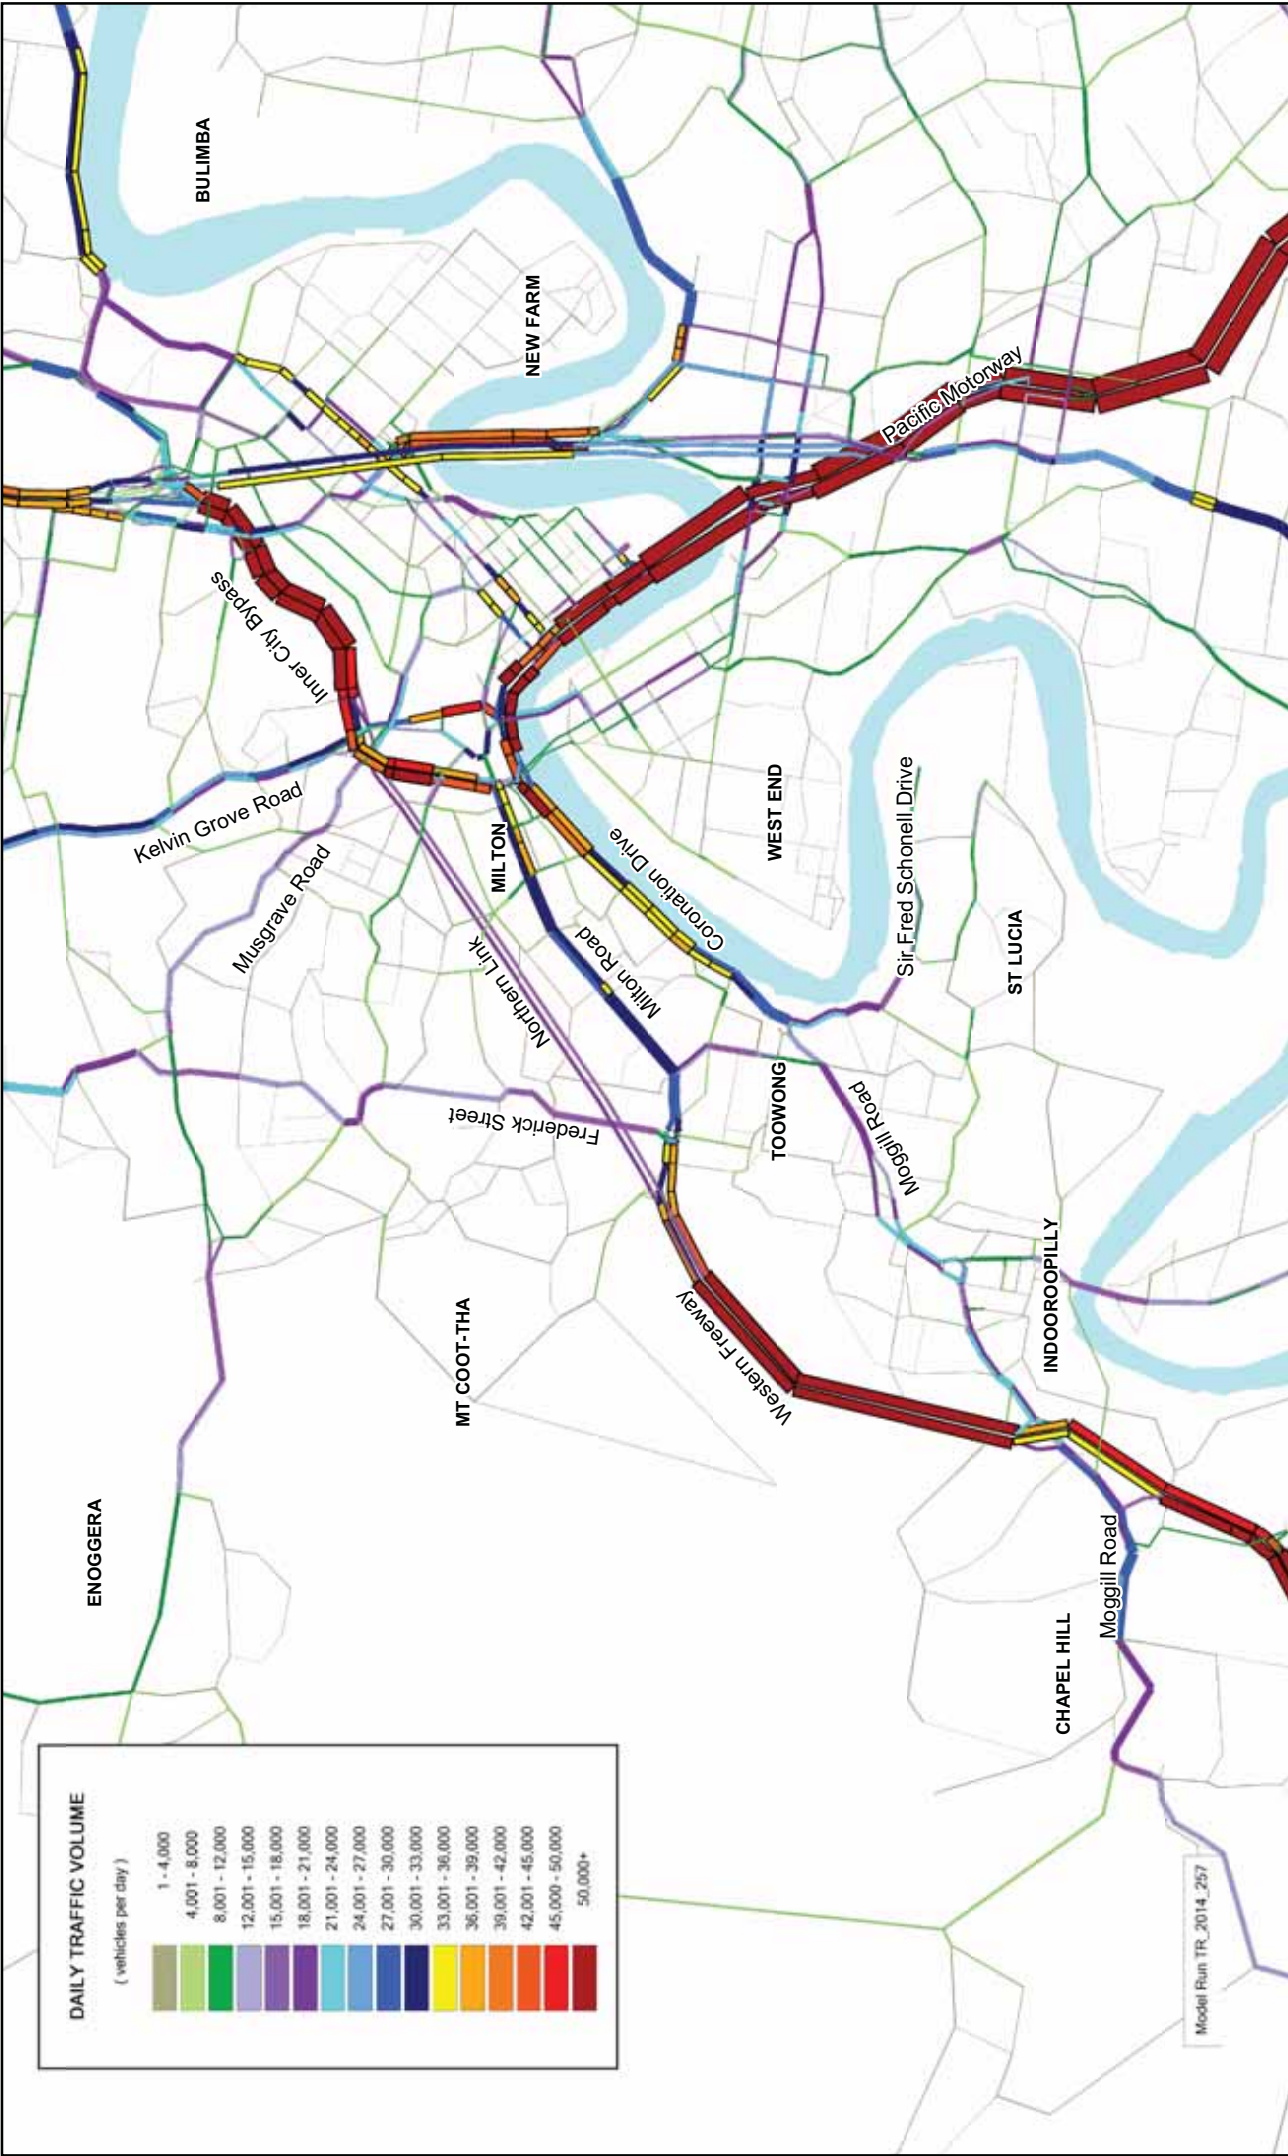 DAILY TRAFFIC VOLUME
( vehicles per day )
1 - 4,000
4,001 - 8,000
8,001 - 12,000
12,001 - 15,000
15,001 - 18,000
18,001 - 21,000
21,001 - 24,000
24,001 - 27,000
27,001 - 30,000
30,001 - 33,000
33,001 - 36,000
36,001 - 39,000
39,001 - 42,000
42,001 - 45,000
45,000 - 50,000
50,000+
ENOGGERA
BULIMBA
Kelvin Grove Road
Inner City Bypass
Musgrave Road
Frederick Street
MT COOT-THA
Northern Link
MILTON
NEW FARM
Milton Road
Coronation Drive
Western Freeway
TOOWONG
WEST END
Moggill Road
Sir Fred Schonell Drive
Pacific Motorway
ST LUCIA
INDOOROOPILLY
CHAPEL HILL
Moggill Road
Model Run TR_2014_257